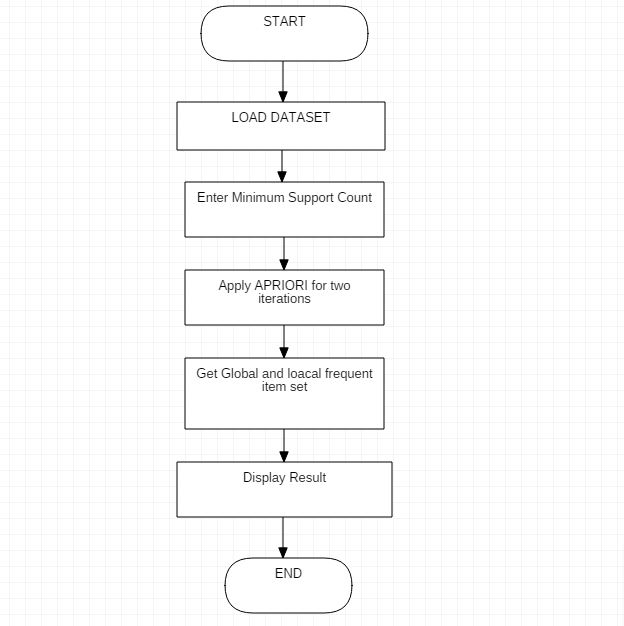 START
LOAD DATASET
Enter Minimum Support Count
Apply APRIORI for two
iterations
Get Global and loacal frequent
item set
Display Result
END